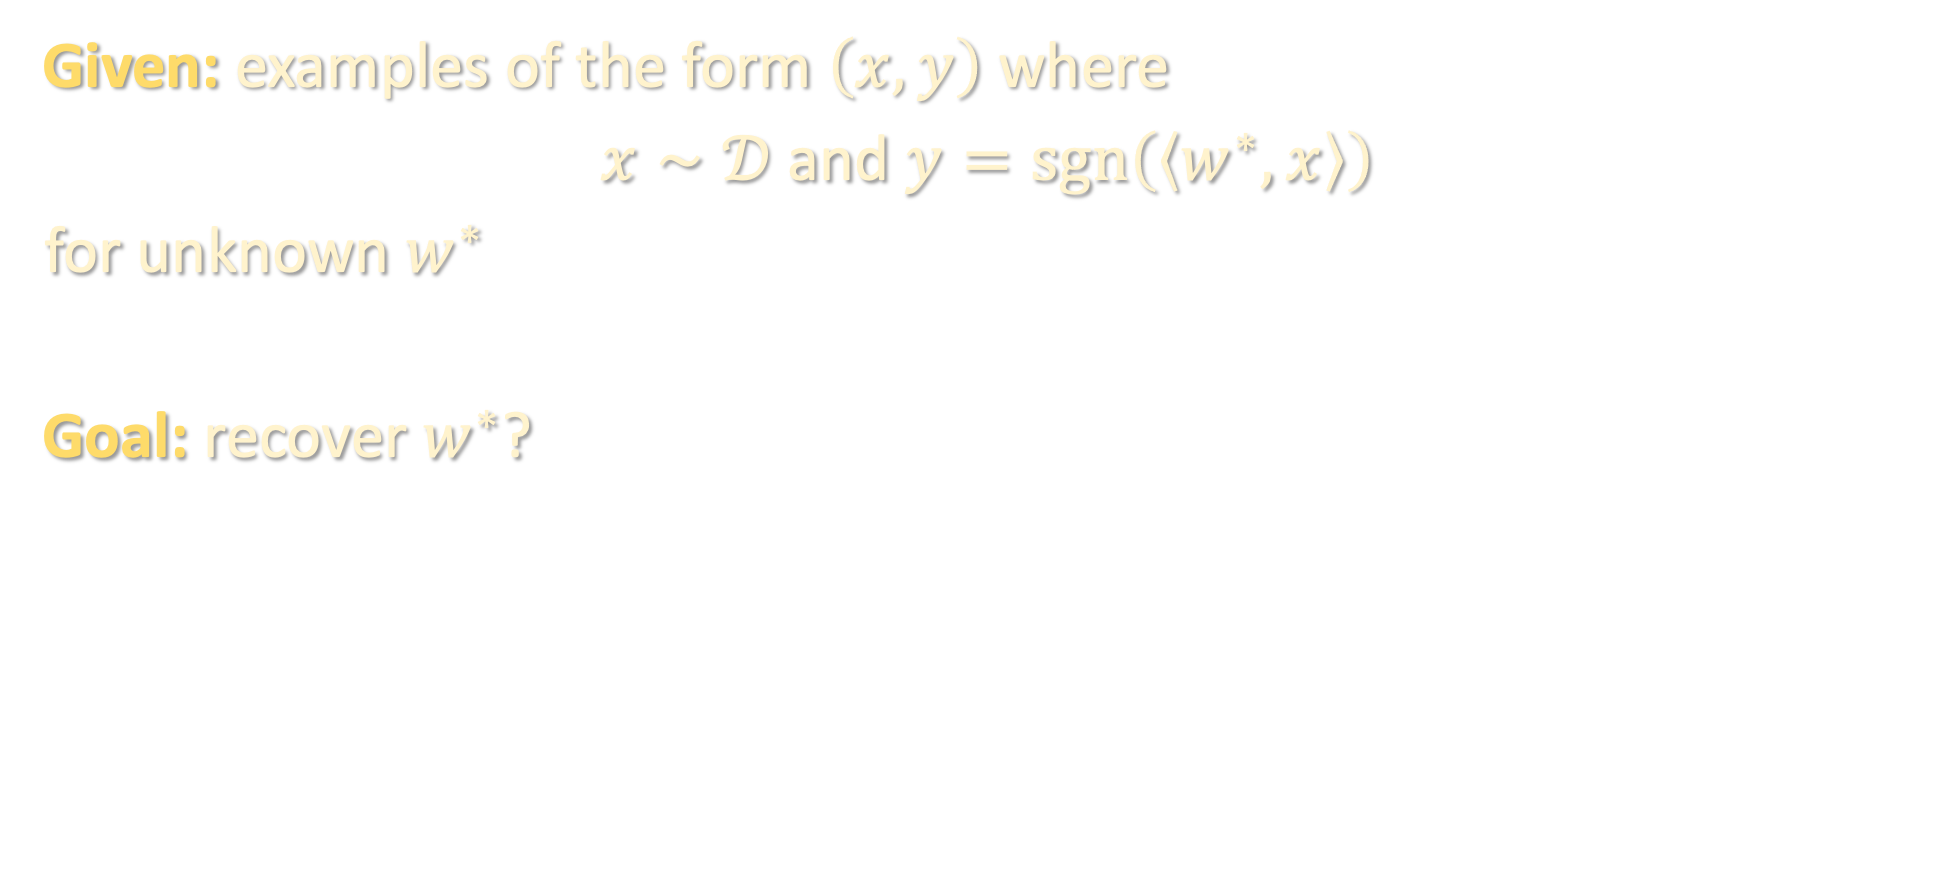 Given: examples of the form (x, y) where
x ~ 𝒟 and y = sgn(⟨w*, x⟩)
for unknown w*
Goal: recover w*?